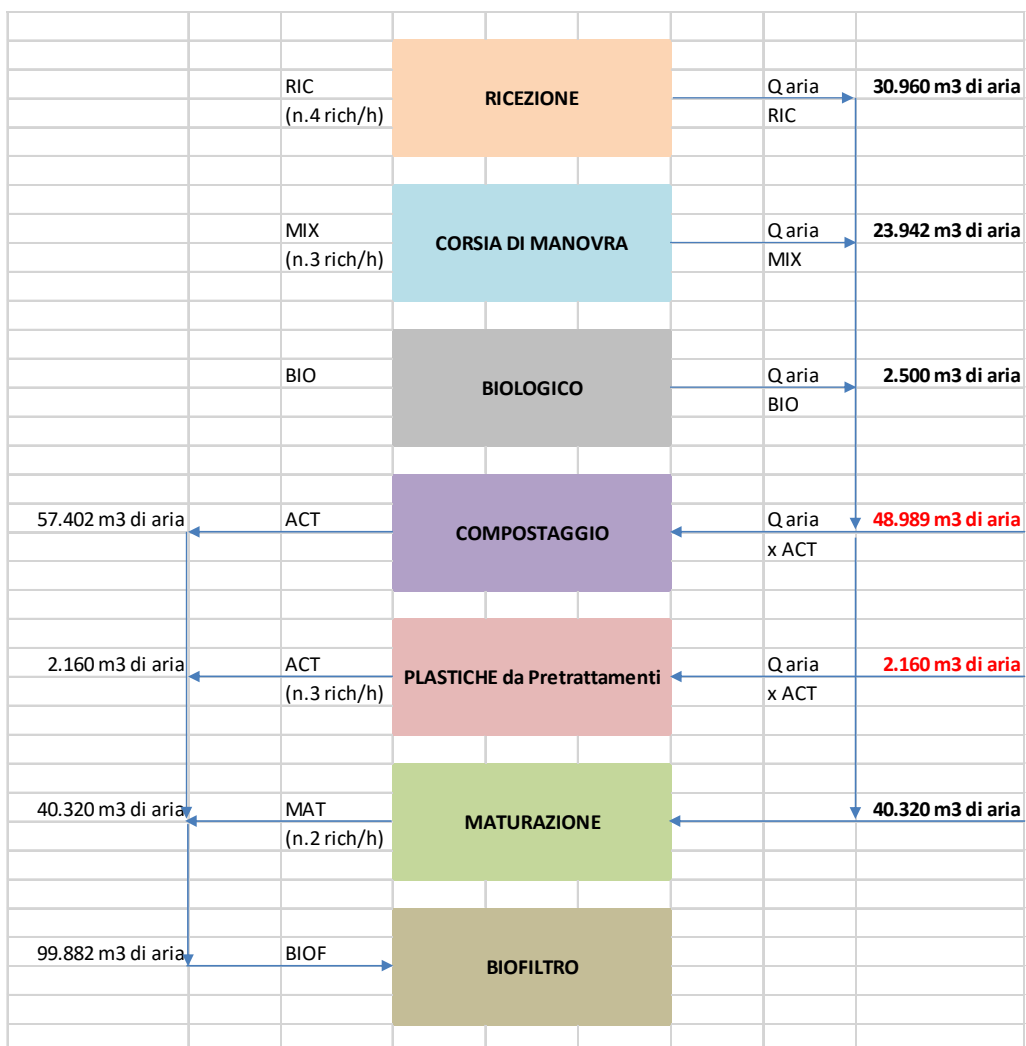 RIC
(n.4 rich/h)
RICEZIONE
Q aria
RIC
30.960 m3 di aria
MIX
(n.3 rich/h)
CORSIA DI MANOVRA
Q aria
MIX
23.942 m3 di aria
BIO
BIOLOGICO
Q aria
BIO
2.500 m3 di aria
57.402 m3 di aria
ACT
COMPOSTAGGIO
Q aria
x ACT
48.989 m3 di aria
2.160 m3 di aria
ACT
(n.3 rich/h)
PLASTICHE da Pretrattamenti
Q aria
x ACT
2.160 m3 di aria
40.320 m3 di aria
MAT
(n.2 rich/h)
MATURAZIONE
40.320 m3 di aria
99.882 m3 di aria
BIOF
BIOFILTRO